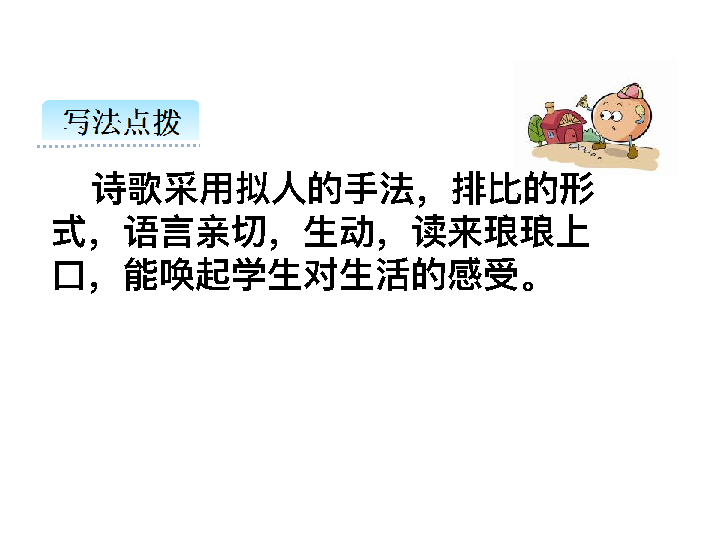 写法点拨
诗歌采用拟人的手法，排比的形
式，语言亲切，生动，读来琅琅上
口，能唤起学生对生活的感受。